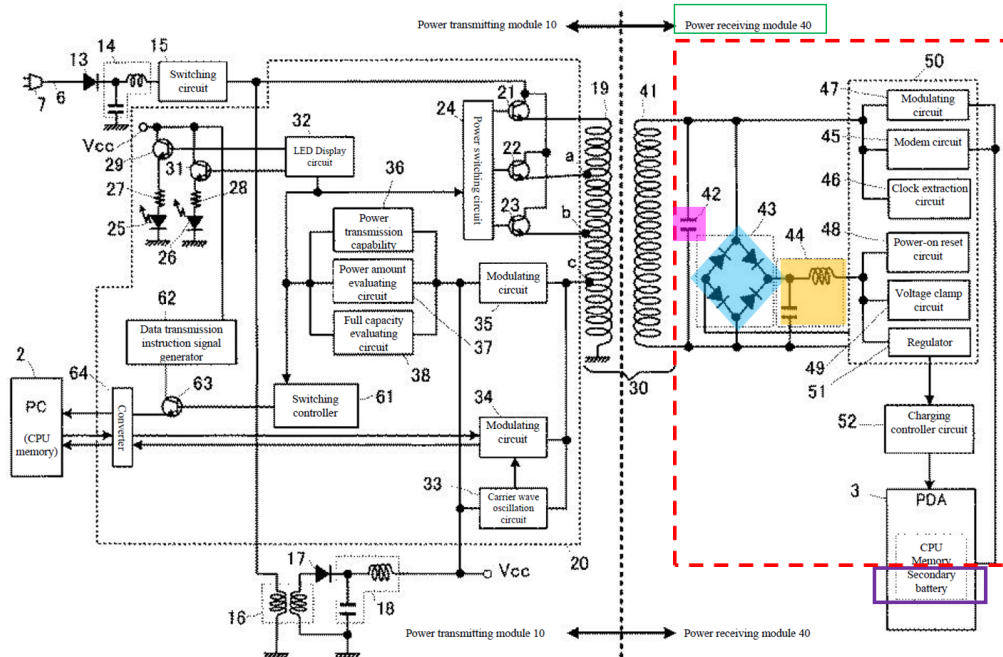 Power transmitting module 10
Power receiving module 40
13
14
15
Switching
circuit
7
6
Vcc
29
31
27
28
25
26
32
LED Display
circuit
24
Power switching circuit
21
22
23
19
41
a
b
c
36
Power
transmission capability
Power amount
evaluating circuit
37
Full capacity
evaluating circuit
38
Modulating
circuit
35
62
Data transmission
instruction signal
generator
2
PC
(CPU
memory)
64
Converter
63
Switching
controller
61
34
Modulating
circuit
33
Carrier wave
oscillation
circuit
30
20
17
16
18
Vcc
42
43
44
50
47
Modulating
circuit
45
Modem circuit
46
Clock extraction
circuit
48
Power-on reset
circuit
49
Voltage clamp
circuit
51
Regulator
52
Charging
controller circuit
3
PDA
CPU
Memory
Secondary
battery
Power transmitting module 10
Power receiving module 40